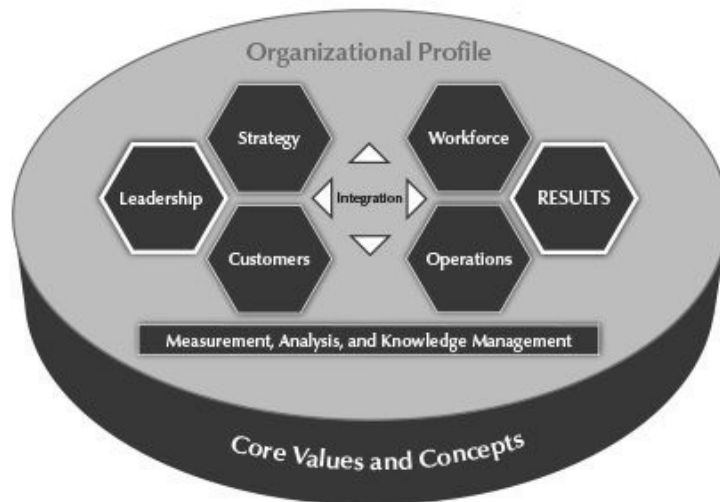 Organizational Profile
Strategy
Workforce
Leadership
Integration
RESULTS
Customers
Operations
Measurement, Analysis, and Knowledge Management
Core Values and Concepts